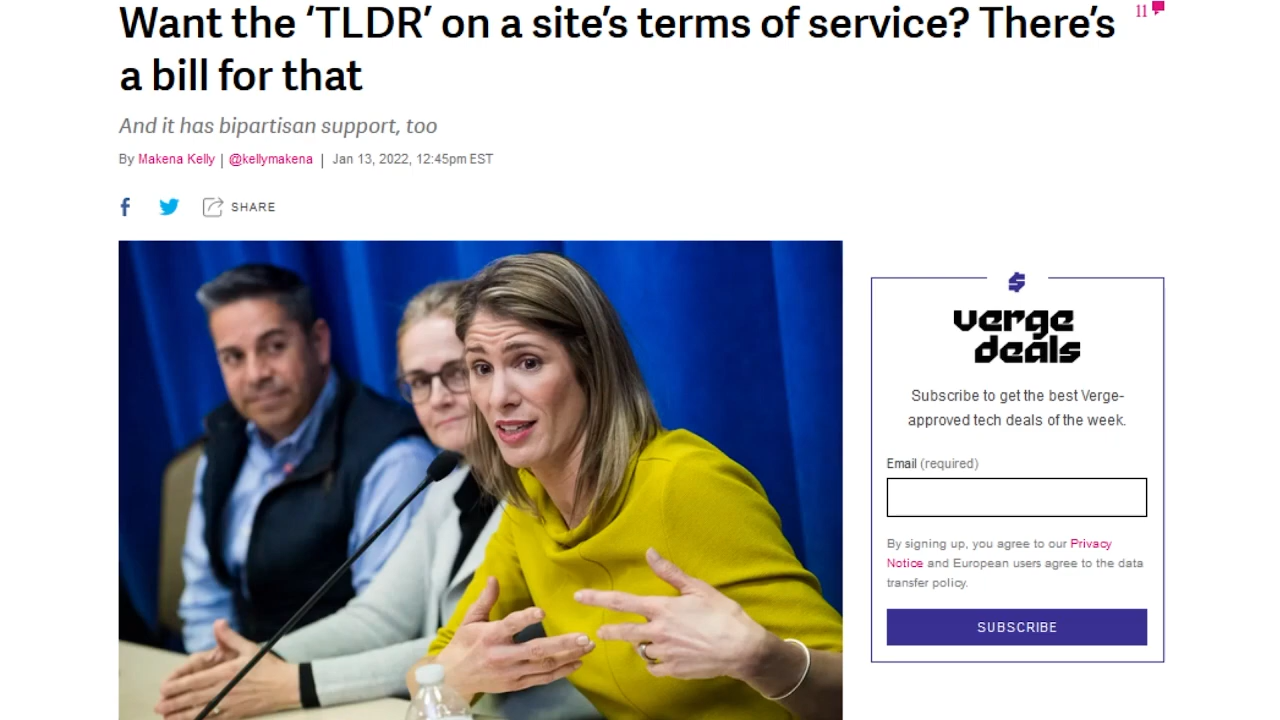 Want the ‘TLDR’ on a site’s terms of service? There’s
a bill for that
11
And it has bipartisan support, too
By Makena Kelly | @kellymakena | Jan 13, 2022, 12:45pm EST
SHARE
verge
deals
Subscribe to get the best Verge-
approved tech deals of the week.
Email (required)
By signing up, you agree to our Privacy
Notice and European users agree to the data
transfer policy.
SUBSCRIBE